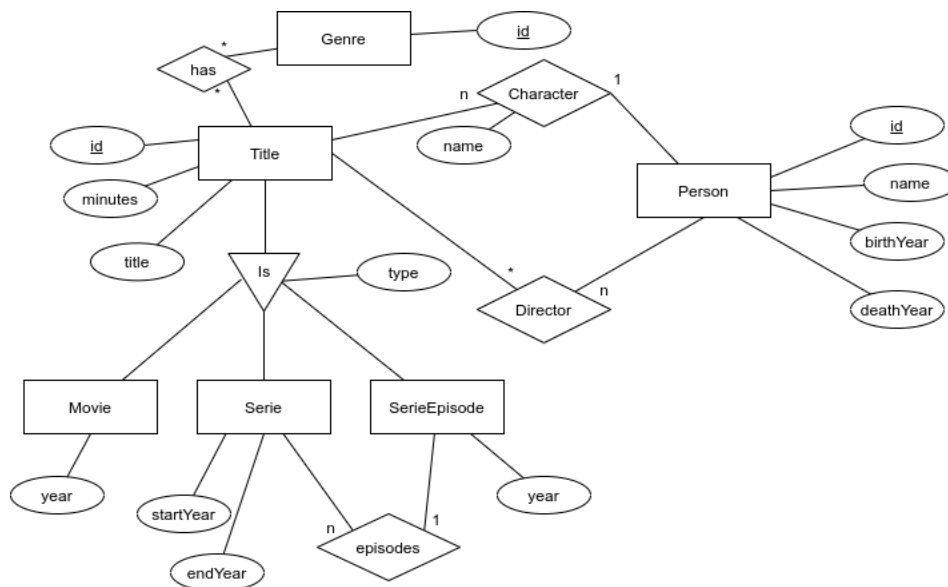 Genre
id
*
has
*
n
Character
1
name
id
Title
minutes
title
Is
type
id
Person
name
birthYear
deathYear
*
Director
n
Movie
Serie
SerieEpisode
year
startYear
endYear
n
episodes
1
year